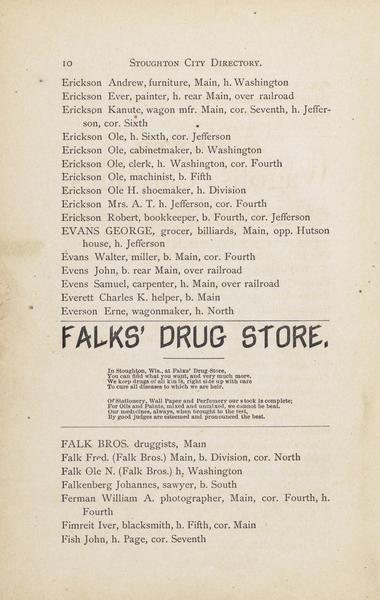 10 STOUGHTON CITY DIRECTORY.
Erickson Andrew, furniture, Main, h. Washington
Erickson Ever, painter, h. rear Main, over railroad
Erickson Kanute, wagon mfr. Main, cor. Seventh, h. Jeffer-
son, cor. Sixth
Erickson Ole, h. Sixth, cor. Jefferson
Erickson Ole, cabinetmaker, b. Washington
Erickson Ole, clerk, h. Washington, cor. Fourth
Erickson Ole, machinist, b. Fifth
Erickson Ole H. shoemaker, h. Division
Erickson Mrs. A. T. h. Jefferson, cor. Fourth
Erickson Robert, bookkeeper, b. Fourth, cor. Jefferson
EVANS GEORGE, grocer, billiards, Main, opp. Hutson
house, h. Jefferson
Evans Walter, miller, b. Main, cor. Fourth
Evens John, b. rear Main, over railroad
Evens Samuel, carpenter, h. Main, over railroad
Everett Charles K. helper, b. Main
Everson Erne, wagonmaker, h. North
FALKS' DRUG STORE.
In Stoughton, Wis., at Falks' Drug-Store,
You can find what you want, and very much more.
We keep drugs of all kinds, right side up with care
To cure all diseases to which we are heir.
Of Stationery, Wall Paper and Perfumery our stock is complete;
For Oils and Paints, mixed and unmixed, we cannot be beat.
Our medicines, always, when brought to the test,
By good judges are esteemed and pronounced the best.
FALK BROS. druggists, Main
Falk Fred. (Falk Bros.) Main, b. Division, cor. North
Falk Ole N. (Falk Bros.) h. Washington
Falkenberg Johannes, sawyer, b. South
Ferman William A. photographer, Main, cor. Fourth, h.
Fourth
Fimreit Iver, blacksmith, h. Fifth, cor. Main
Fish John, h. Page, cor. Seventh